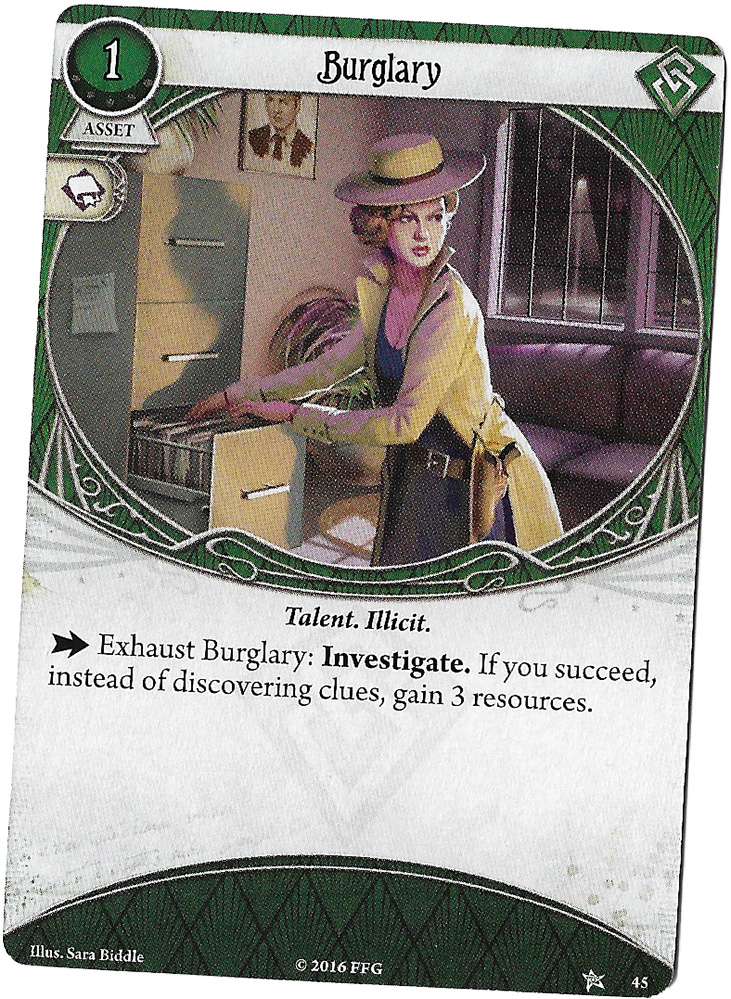 1
Burglary
ASSET
Talent. Illicit.
Exhaust Burglary: Investigate. If you succeed,
instead of discovering clues, gain 3 resources.
Illus. Sara Biddle
© 2016 FFG
45